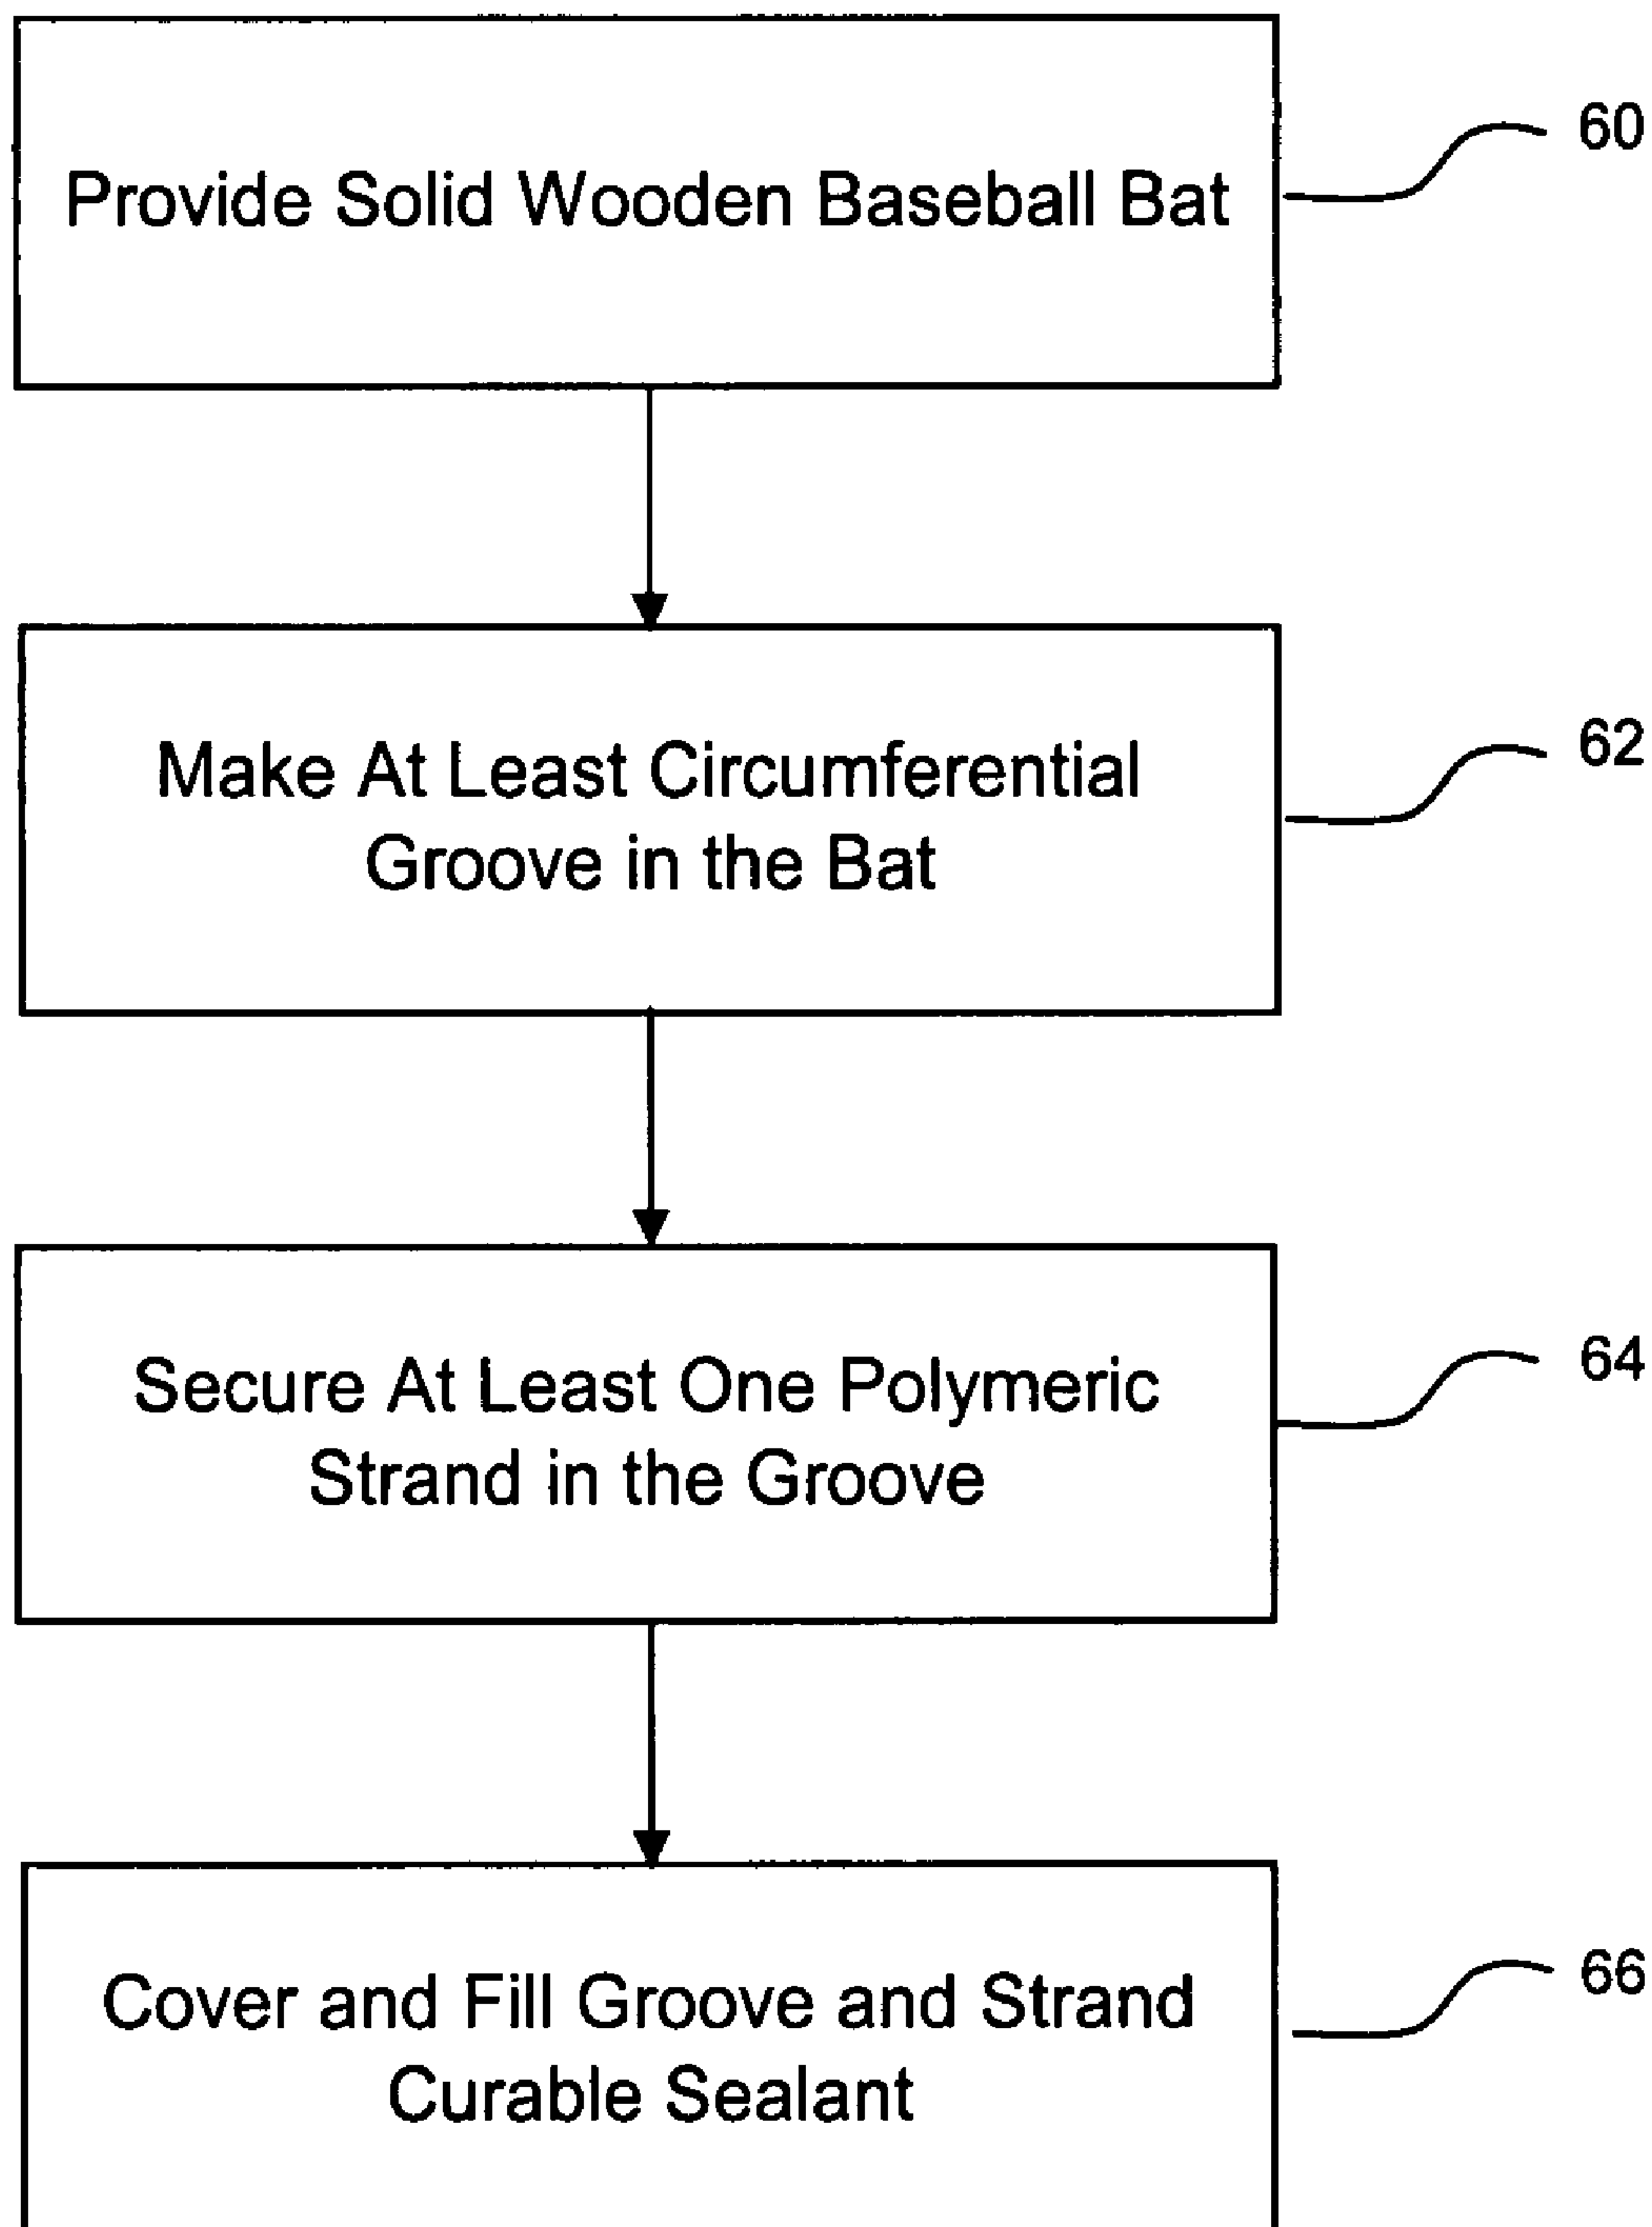 Provide Solid Wooden Baseball Bat
60
Make At Least Circumferential
Groove in the Bat
62
Secure At Least One Polymeric
Strand in the Groove
64
Cover and Fill Groove and Strand
Curable Sealant
66